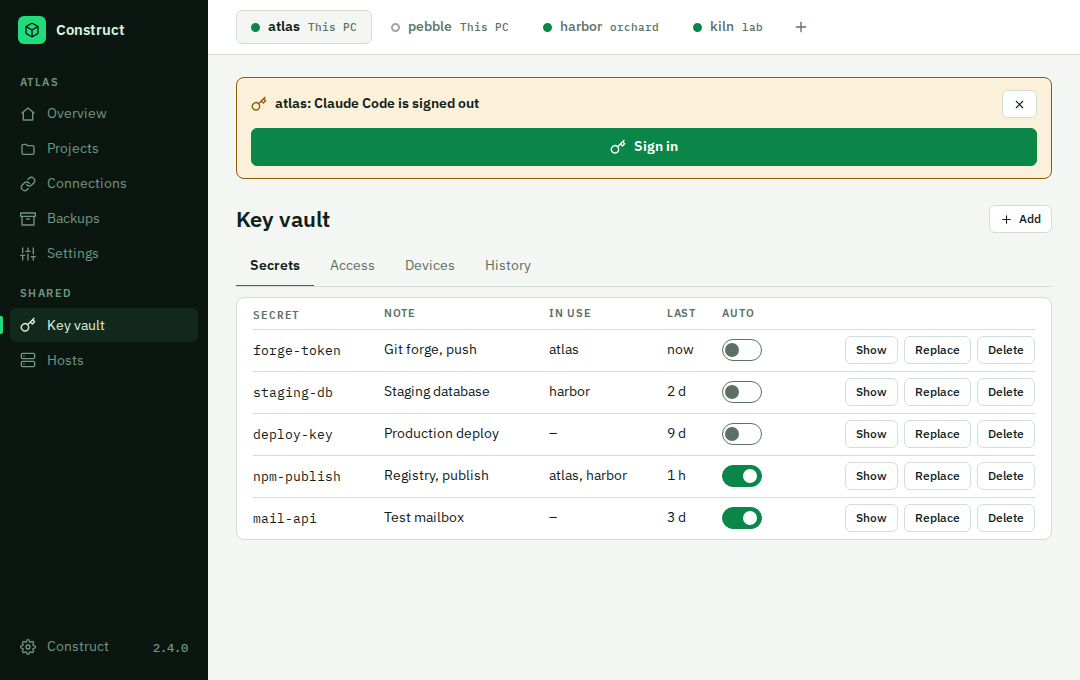 Construct
atlas This PC
pebble This PC
harbor orchard
kiln lab
ATLAS
Overview
Projects
Connections
Backups
Settings
SHARED
Key vault
Hosts
Construct 2.4.0
atlas: Claude Code is signed out
Sign in
Key vault
Add
Secrets Access Devices History
SECRET NOTE IN USE LAST AUTO
forge-token Git forge, push atlas now Show Replace Delete
staging-db Staging database harbor 2 d Show Replace Delete
deploy-key Production deploy – 9 d Show Replace Delete
npm-publish Registry, publish atlas, harbor 1 h Show Replace Delete
mail-api Test mailbox – 3 d Show Replace Delete